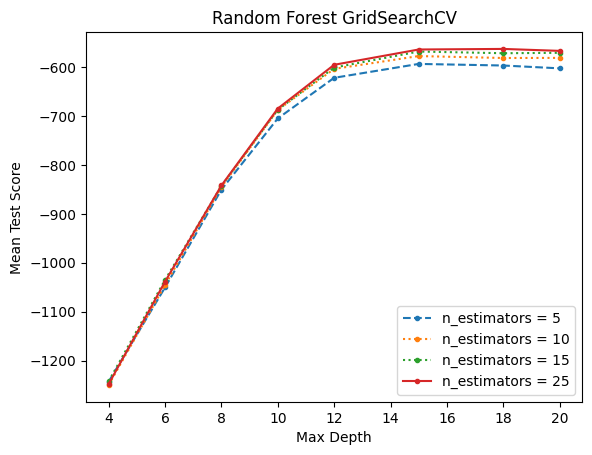 Random Forest GridSearchCV
Mean Test Score
−600
−700
−800
−900
−1000
−1100
−1200
n_estimators = 5
n_estimators = 10
n_estimators = 15
n_estimators = 25
4 6 8 10 12 14 16 18 20
Max Depth